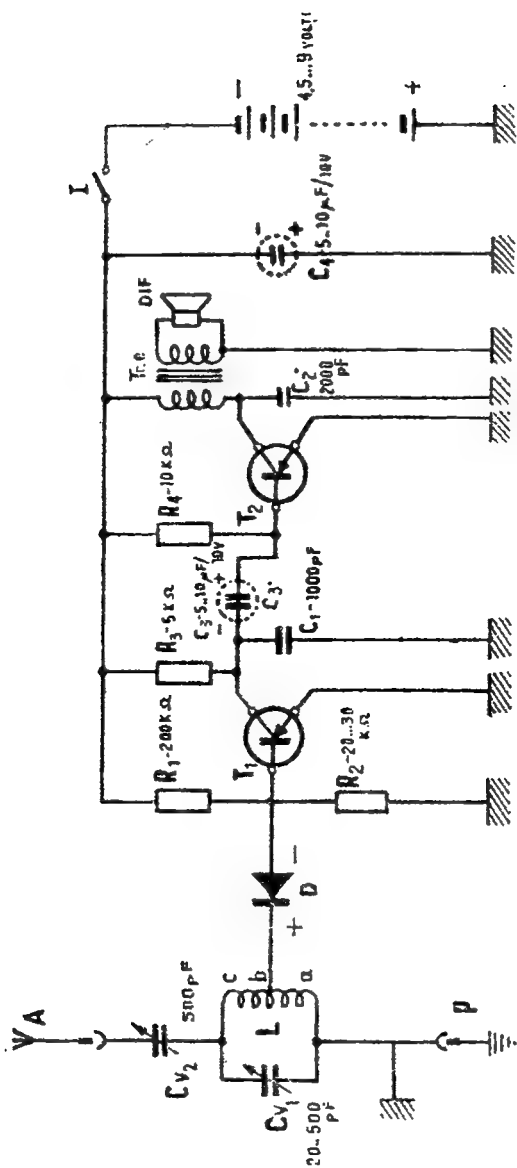 A
CV2
500pF
CV1
20-500
pF
L
c
b
a
P
+
D
-
R1-200KΩ
T1
R2-20...30
KΩ
R3-5KΩ
C3-5..10μF/
10V
- +
C3
C1-1000pF
R4-10KΩ
T2
Tr.e
DIF
C2
2000
pF
-
+
C4-5..10μF/10V
I
-
4,5...9 VOLTI
+